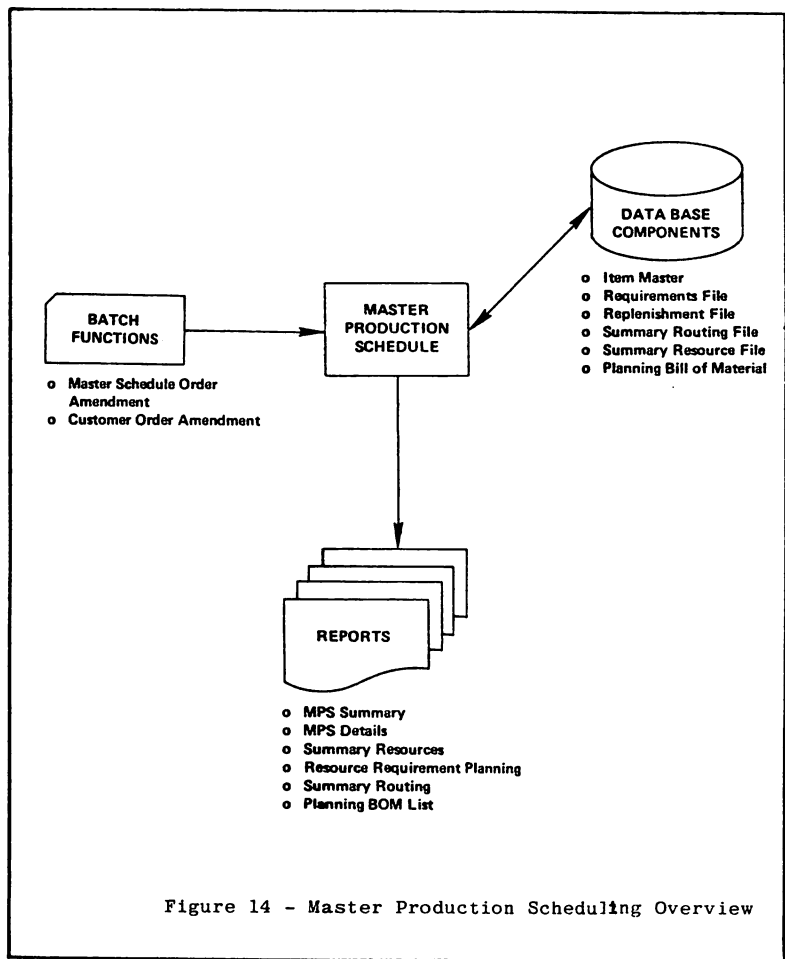 DATA BASE
COMPONENTS
o Item Master
o Requirements File
o Replenishment File
o Summary Routing File
o Summary Resource File
o Planning Bill of Material
BATCH
FUNCTIONS
o Master Schedule Order
Amendment
o Customer Order Amendment
MASTER
PRODUCTION
SCHEDULE
REPORTS
o MPS Summary
o MPS Details
o Summary Resources
o Resource Requirement Planning
o Summary Routing
o Planning BOM List
Figure 14 - Master Production Scheduling Overview